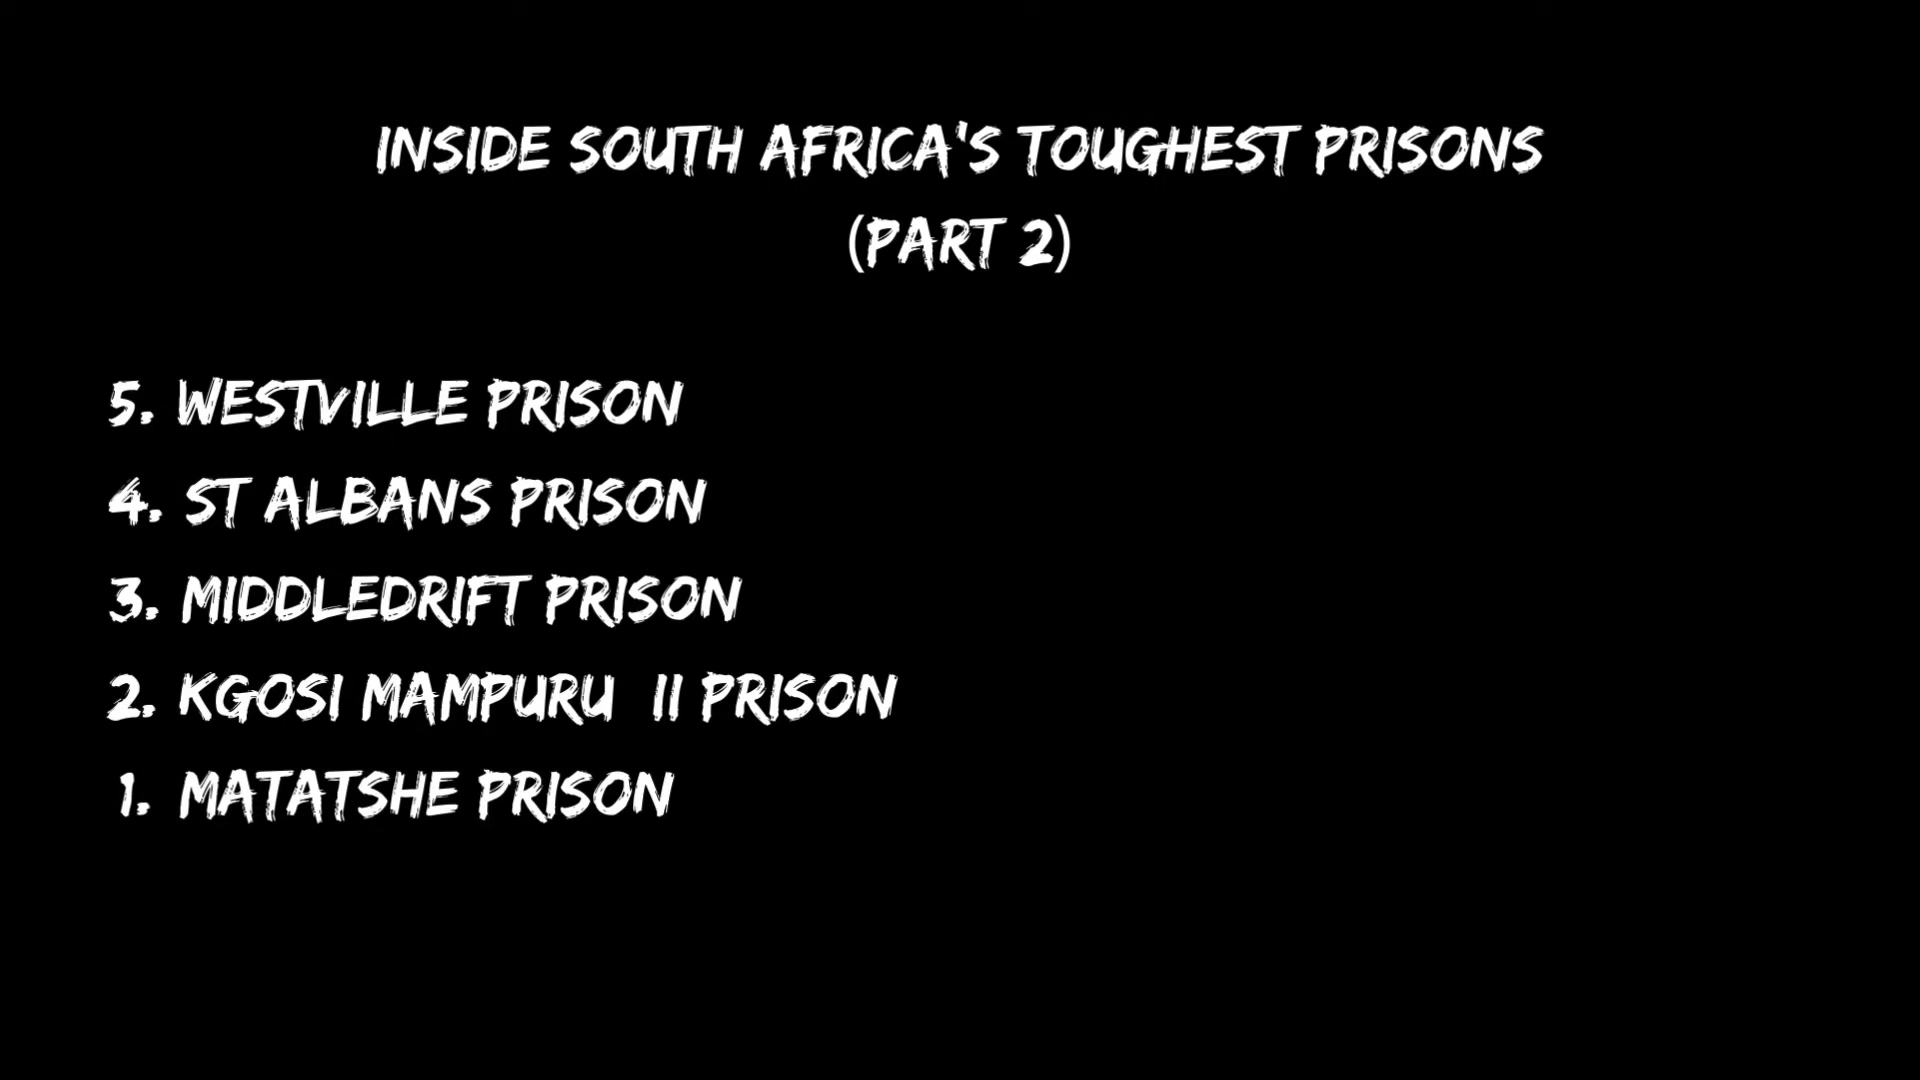 INSIDE SOUTH AFRICA'S TOUGHEST PRISONS
(PART 2)
5. WESTVILLE PRISON
4. ST ALBANS PRISON
3. MIDDLEDRIFT PRISON
2. KGOSI MAMPURU II PRISON
1. MATATSHE PRISON